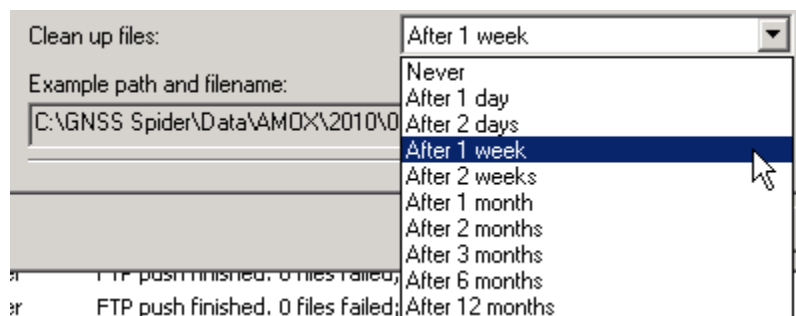 Clean up files:
After 1 week
Never
Example path and filename:
After 1 day
C:\GNSS Spider\Data\AMOX\2010\0
After 2 days
After 1 week
After 2 weeks
After 1 month
After 2 months
After 3 months
er FTP push finished. 0 files failed;
After 6 months
er FTP push finished. 0 files failed;
After 12 months